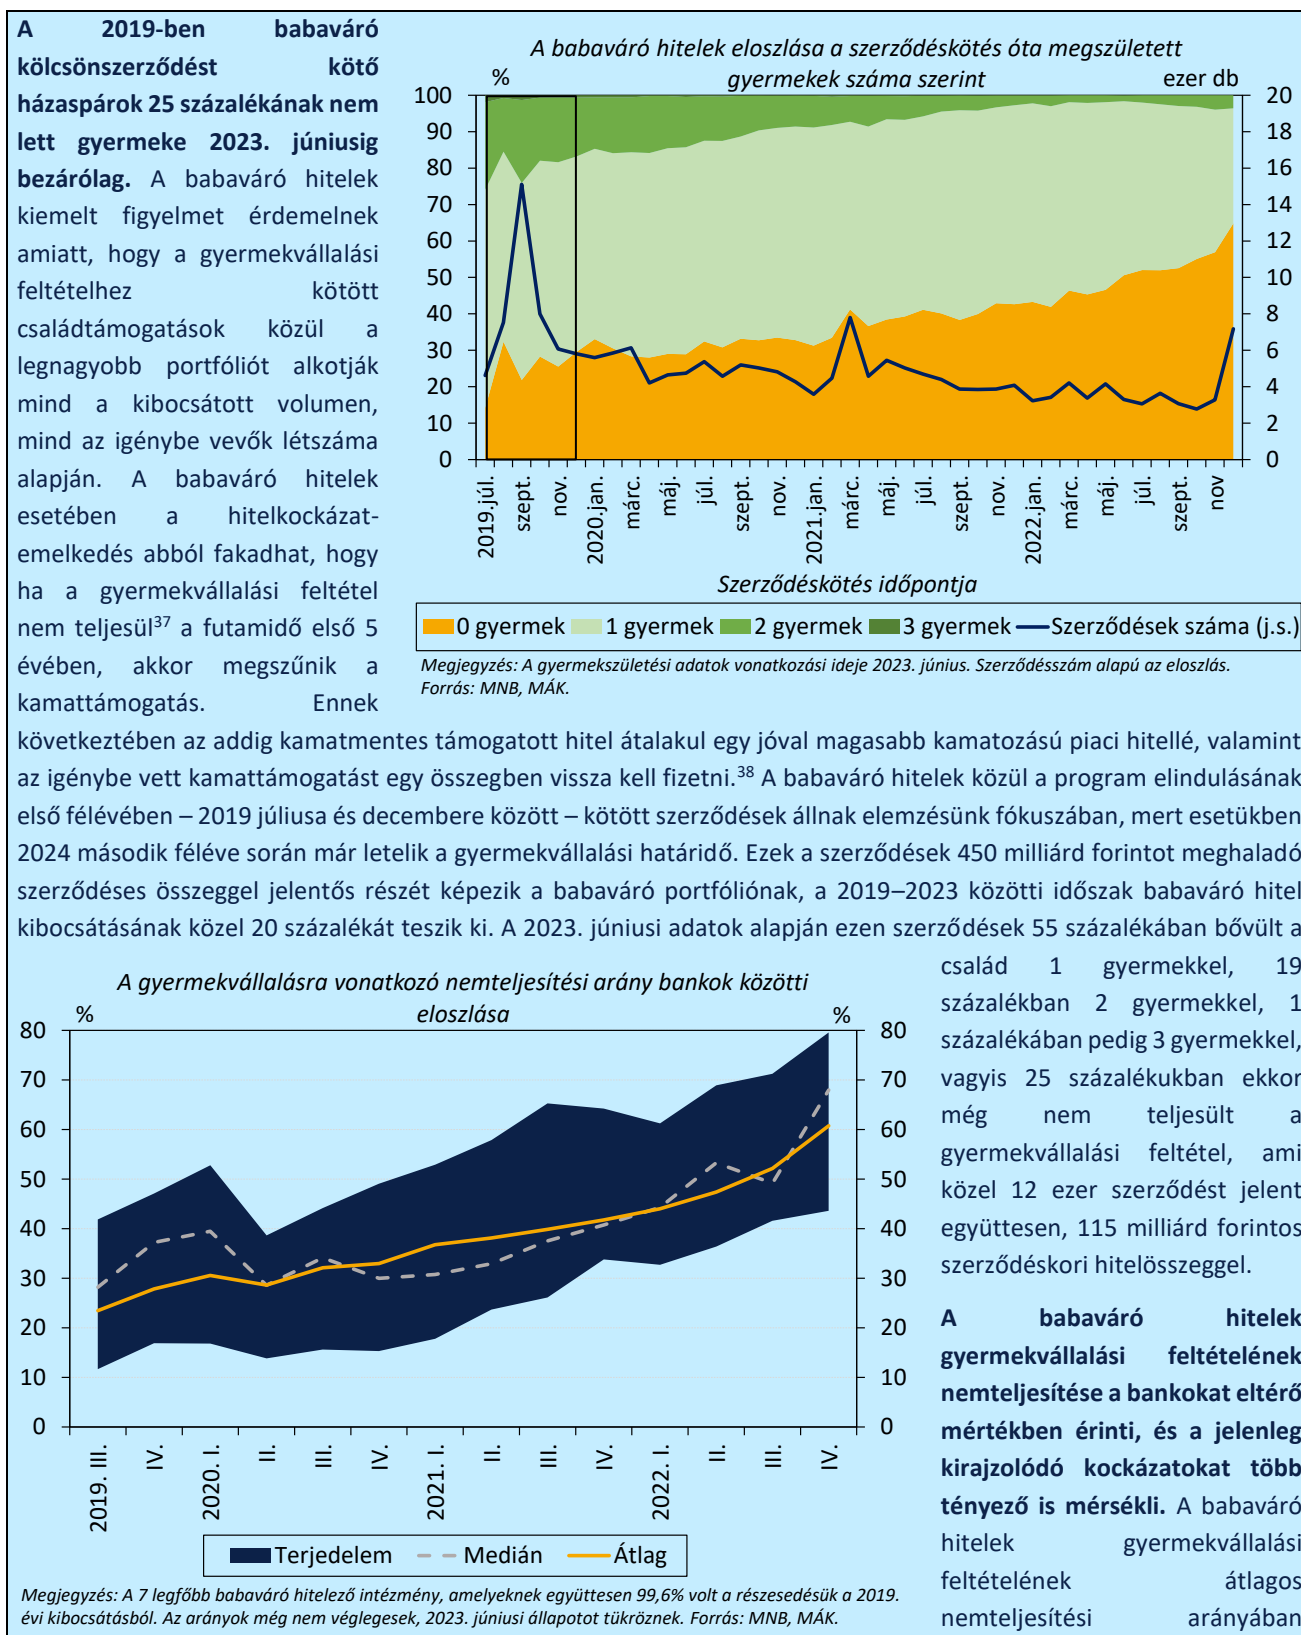 A 2019-ben babaváró
kölcsönszerződést kötő
házaspárok 25 százalékának nem
lett gyermeke 2023. júniusig
bezárólag. A babaváró hitelek
kiemelt figyelmet érdemelnek
amiatt, hogy a gyermekvállalási
feltételhez kötött
családtámogatások közül a
legnagyobb portfóliót alkotják
mind a kibocsátott volumen,
mind az igénybe vevők létszáma
alapján. A babaváró hitelek
esetében a hitelkockázat-
emelkedés abból fakadhat, hogy
ha a gyermekvállalási feltétel
nem teljesül37 a futamidő első 5
évében, akkor megszűnik a
kamattámogatás. Ennek
A babaváró hitelek eloszlása a szerződéskötés óta megszületett
gyermekek száma szerint
% ezer db
100 20
90 18
80 16
70 14
60 12
50 10
40 8
30 6
20 4
10 2
0 0
2019.júl. szept. nov. 2020.jan. márc. máj. júl. szept. nov. 2021.jan. márc. máj. júl. szept. nov. 2022.jan. márc. máj. júl. szept. nov
Szerződéskötés időpontja
0 gyermek 1 gyermek 2 gyermek 3 gyermek Szerződések száma (j.s.)
Megjegyzés: A gyermekszületési adatok vonatkozási ideje 2023. június. Szerződésszám alapú az eloszlás.
Forrás: MNB, MÁK.
következtében az addig kamatmentes támogatott hitel átalakul egy jóval magasabb kamatozású piaci hitellé, valamint
az igénybe vett kamattámogatást egy összegben vissza kell fizetni.38 A babaváró hitelek közül a program elindulásának
első félévében – 2019 júliusa és decembere között – kötött szerződések állnak elemzésünk fókuszában, mert esetükben
2024 második féléve során már letelik a gyermekvállalási határidő. Ezek a szerződések 450 milliárd forintot meghaladó
szerződéses összeggel jelentős részét képezik a babaváró portfóliónak, a 2019–2023 közötti időszak babaváró hitel
kibocsátásának közel 20 százalékát teszik ki. A 2023. júniusi adatok alapján ezen szerződések 55 százalékában bővült a
család 1 gyermekkel, 19
százalékban 2 gyermekkel, 1
százalékában pedig 3 gyermekkel,
vagyis 25 százalékukban ekkor
még nem teljesült a
gyermekvállalási feltétel, ami
közel 12 ezer szerződést jelent
együttesen, 115 milliárd forintos
szerződéskori hitelösszeggel.
A gyermekvállalásra vonatkozó nemteljesítési arány bankok közötti
eloszlása
% %
80 80
70 70
60 60
50 50
40 40
30 30
20 20
10 10
0 0
2019. III. IV. 2020. I. II. III. IV. 2021. I. II. III. IV. 2022. I. II. III. IV.
Terjedelem Medián Átlag
Megjegyzés: A 7 legfőbb babaváró hitelező intézmény, amelyeknek együttesen 99,6% volt a részesedésük a 2019.
évi kibocsátásból. Az arányok még nem véglegesek, 2023. júniusi állapotot tükröznek. Forrás: MNB, MÁK.
A babaváró hitelek
gyermekvállalási feltételének
nemteljesítése a bankokat eltérő
mértékben érinti, és a jelenleg
kirajzolódó kockázatokat több
tényező is mérsékli. A babaváró
hitelek gyermekvállalási
feltételének átlagos
nemteljesítési arányában